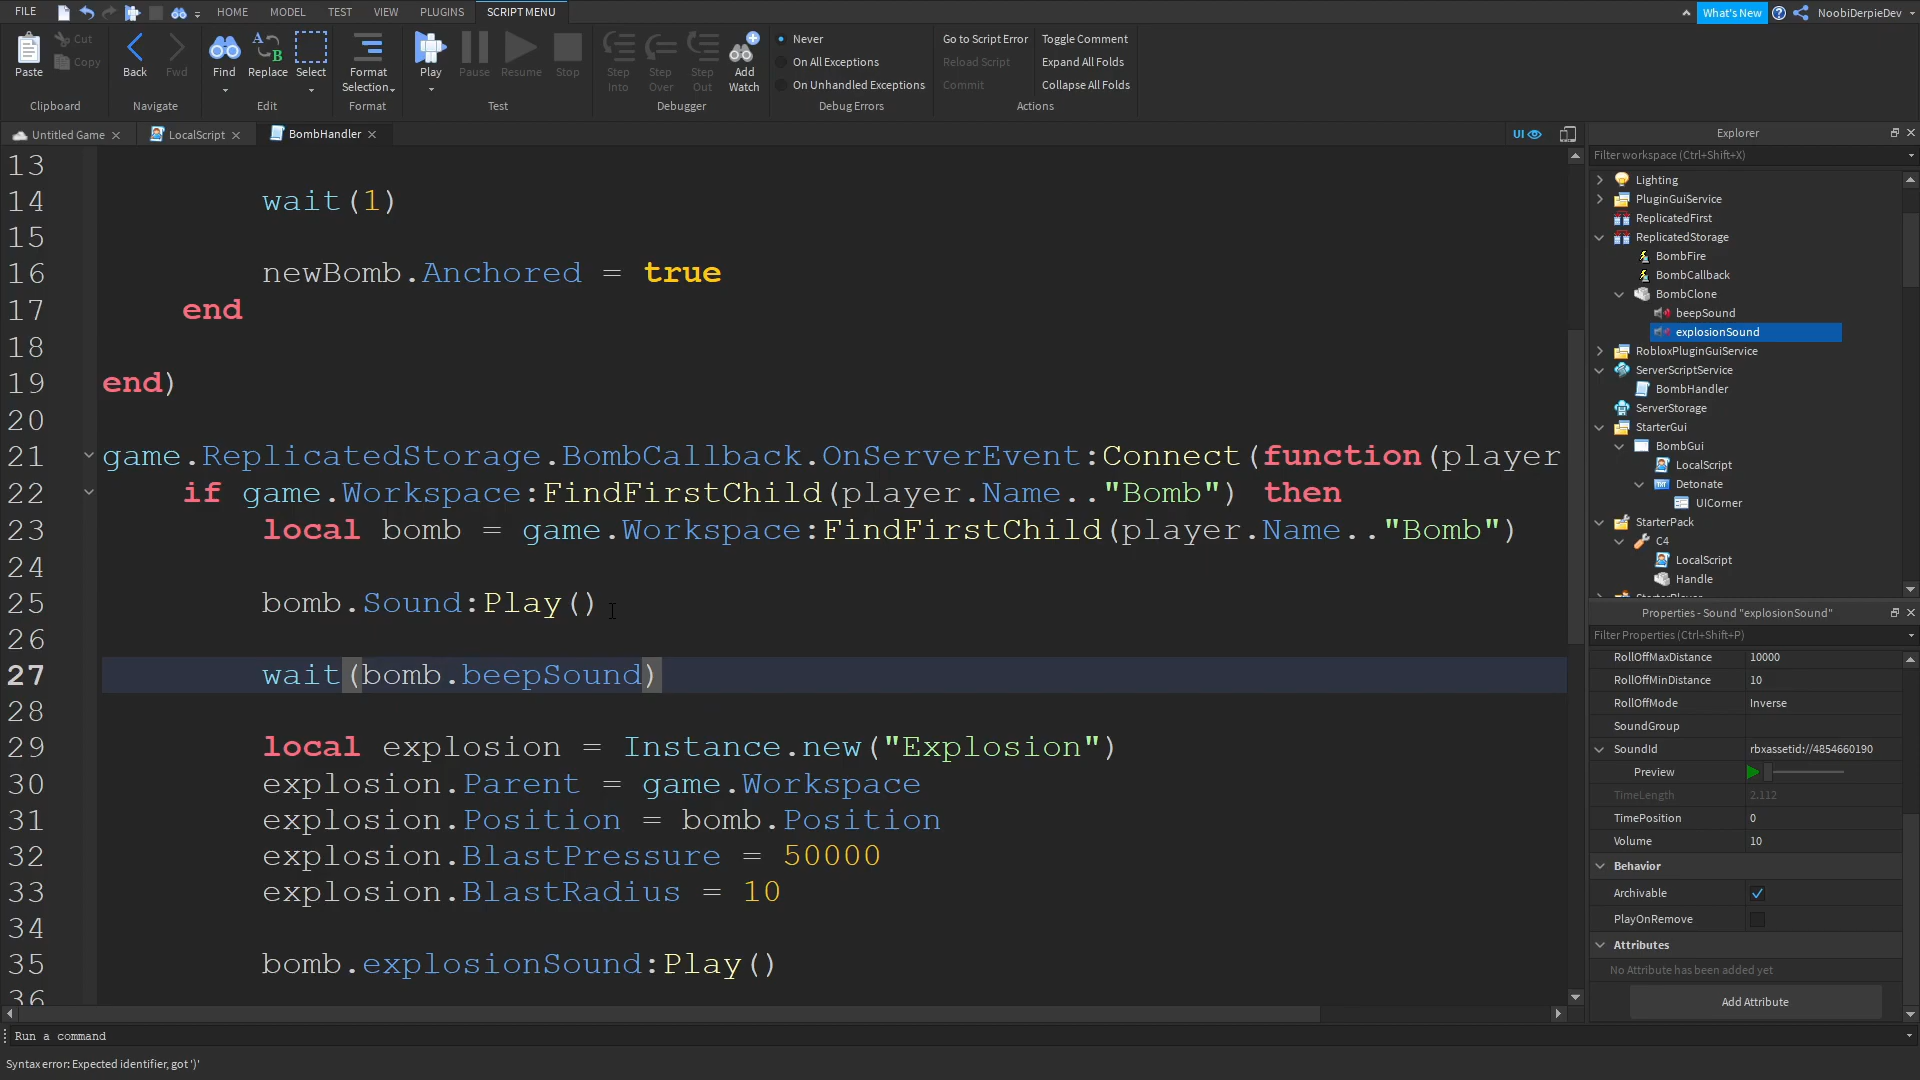 FILE HOME MODEL TEST VIEW PLUGINS SCRIPT MENU What's New NoobiDerpieDev
Paste Cut Copy Back Fwd Find Replace Select Format Selection Play Pause Resume Stop Step Into Step Over Step Out Add Watch
Never Go to Script Error Toggle Comment
On All Exceptions Reload Script Expand All Folds
On Unhandled Exceptions Commit Collapse All Folds
Clipboard Navigate Edit Format Test Debugger Debug Errors Actions
Untitled Game LocalScript BombHandler UI
13
14 wait(1)
15
16 newBomb.Anchored = true
17 end
18
19 end)
20
21 game.ReplicatedStorage.BombCallback.OnServerEvent:Connect(function(player
22 if game.Workspace:FindFirstChild(player.Name.."Bomb") then
23 local bomb = game.Workspace:FindFirstChild(player.Name.."Bomb")
24
25 bomb.Sound:Play()
26
27 wait(bomb.beepSound)
28
29 local explosion = Instance.new("Explosion")
30 explosion.Parent = game.Workspace
31 explosion.Position = bomb.Position
32 explosion.BlastPressure = 50000
33 explosion.BlastRadius = 10
34
35 bomb.explosionSound:Play()
36
Explorer
Filter workspace (Ctrl+Shift+X)
Lighting
PluginGuiService
ReplicatedFirst
ReplicatedStorage
BombFire
BombCallback
BombClone
beepSound
explosionSound
RobloxPluginGuiService
ServerScriptService
BombHandler
ServerStorage
StarterGui
BombGui
LocalScript
TXT Detonate
UICorner
StarterPack
C4
LocalScript
Handle
StarterPlayer
Properties - Sound "explosionSound"
Filter Properties (Ctrl+Shift+P)
RollOffMaxDistance 10000
RollOffMinDistance 10
RollOffMode Inverse
SoundGroup
SoundId rbxassetid://4854660190
Preview
TimeLength 2.112
TimePosition 0
Volume 10
Behavior
Archivable
PlayOnRemove
Attributes
No Attribute has been added yet
Add Attribute
Run a command
Syntax error: Expected identifier, got ')'